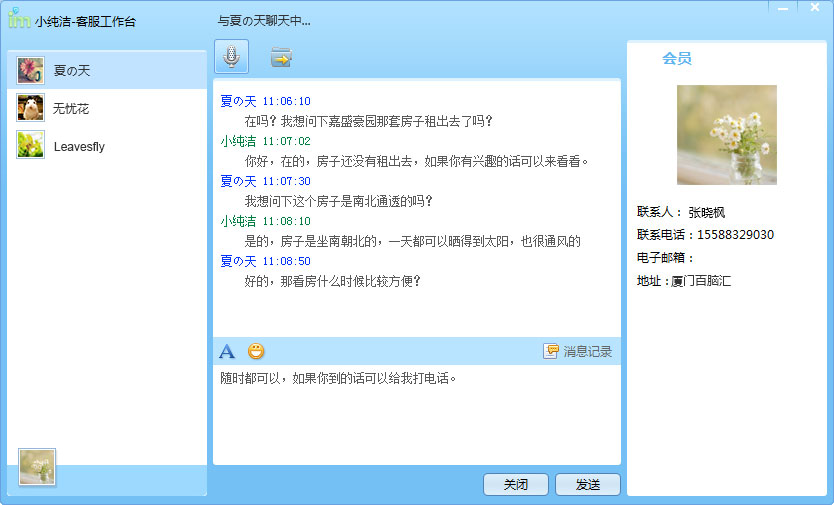 im 小纯洁-客服工作台
与夏の天聊天中...
夏の天
无忧花
Leavesfly
夏の天 11:06:10
在吗？我想问下嘉盛豪园那套房子租出去了吗？
小纯洁 11:07:02
你好，在的，房子还没有租出去，如果你有兴趣的话可以来看看。
夏の天 11:07:30
我想问下这个房子是南北通透的吗？
小纯洁 11:08:10
是的，房子是坐南朝北的，一天都可以晒得到太阳，也很通风的
夏の天 11:08:50
好的，那看房什么时候比较方便？
A 消息记录
随时都可以，如果你到的话可以给我打电话。
关闭 发送
会员
联系人： 张晓枫
联系电话：15588329030
电子邮箱：
地址：厦门百脑汇